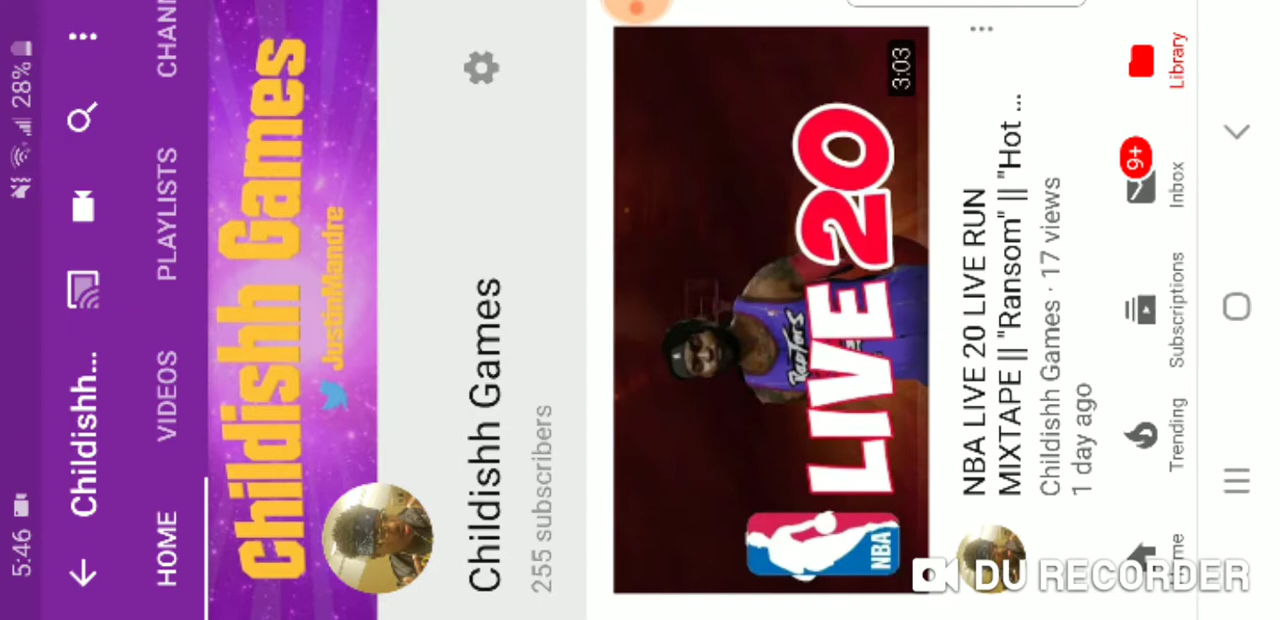 5:46 28%
Childishh...
HOME VIDEOS PLAYLISTS CHAN
Childishh Games
JustinMandre
Childishh Games
255 subscribers
RAPTORS
NBA LIVE 20
3:03
NBA LIVE 20 LIVE RUN
MIXTAPE || "Ransom" || "Hot ...
Childishh Games · 17 views
1 day ago
9+
Home Trending Subscriptions Inbox Library
DU RECORDER